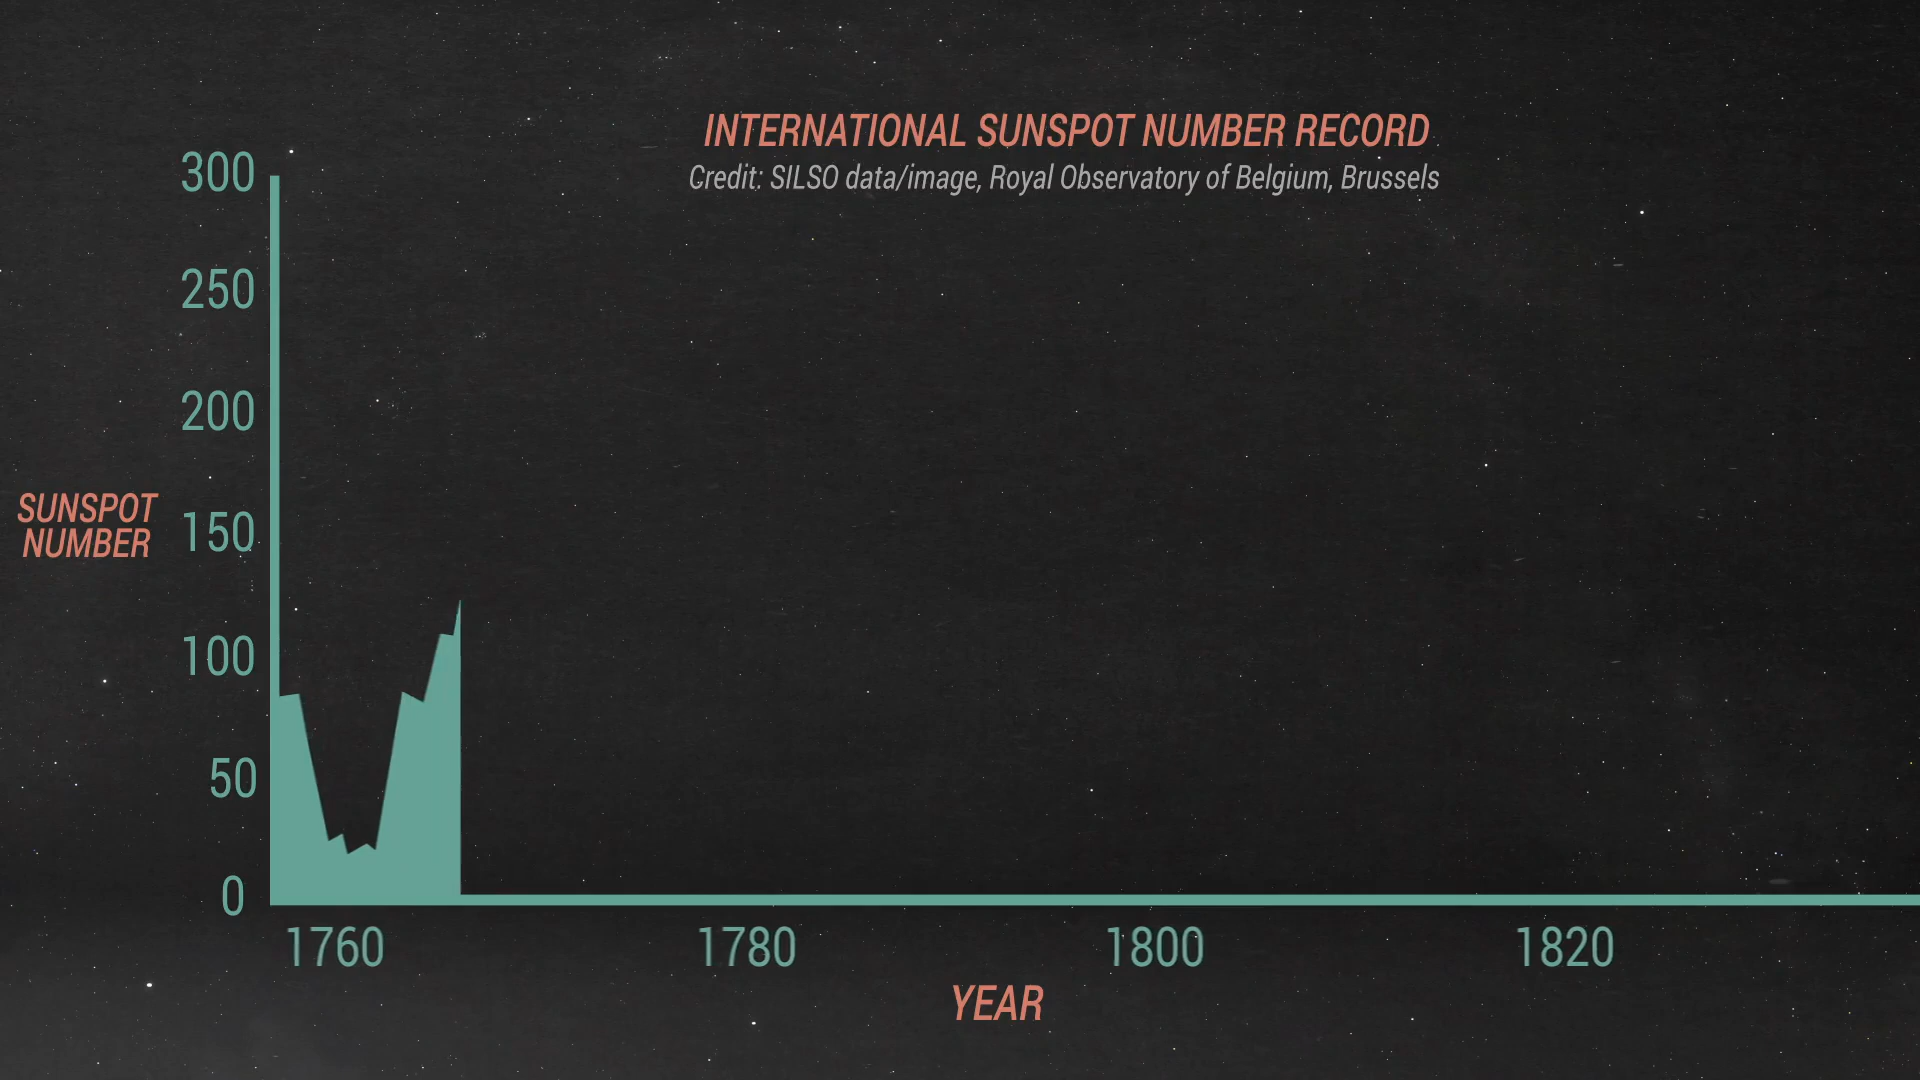 INTERNATIONAL SUNSPOT NUMBER RECORD
Credit: SILSO data/image, Royal Observatory of Belgium, Brussels
300
250
200
150
100
50
0
SUNSPOT
NUMBER
1760 1780 1800 1820
YEAR